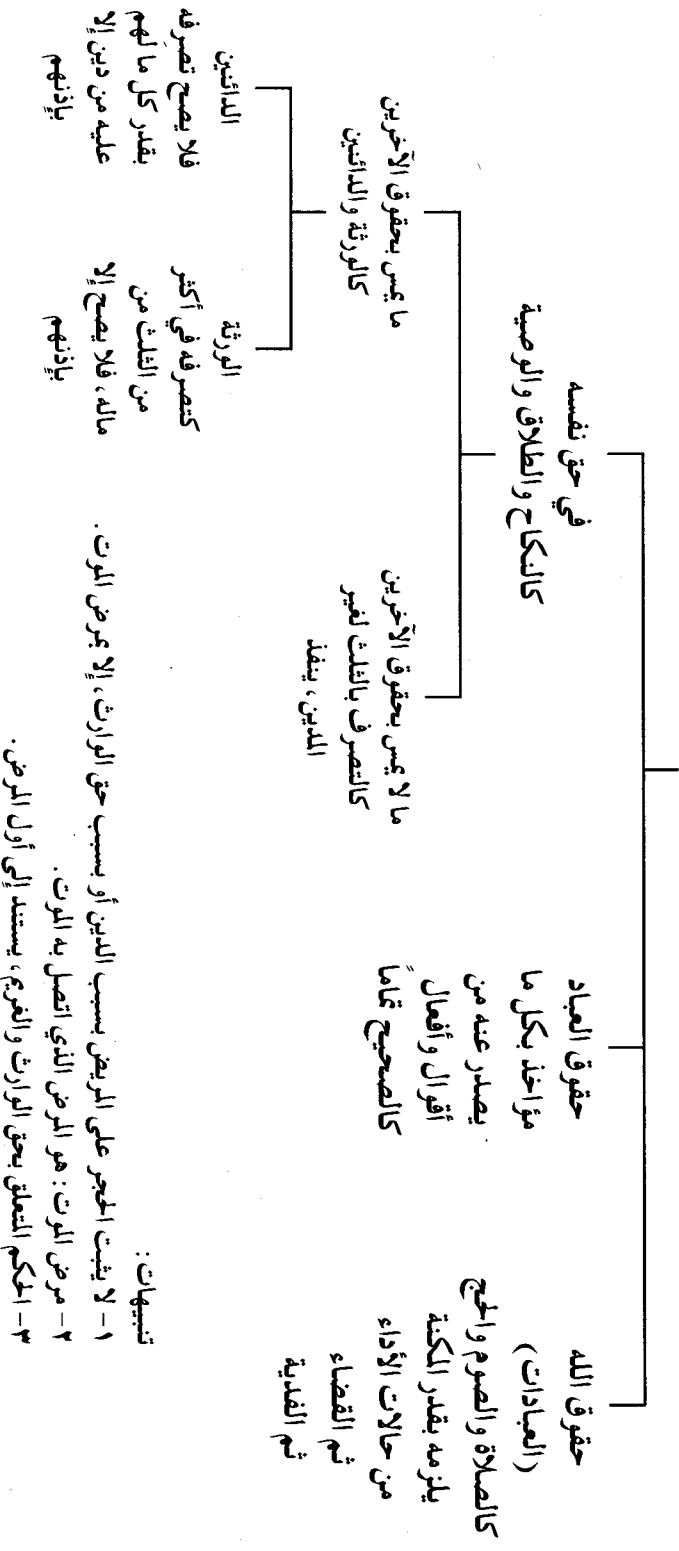 حقوق الله
(العبادات)
كالصلاة والصوم والحج
يلزمه بقدر المكنة
من حالات الأداء
ثم القضاء
ثم الفدية
حقوق العباد
مؤاخذ بكل ما
يصدر عنه من
أقوال وأفعال
كالصحيح تماماً
في حق نفسه
كالنكاح والطلاق والوصية
ما لا يمس بحقوق الآخرين
كالتصرف بالثلث لغير
المدين، ينفذ
ما يمس بحقوق الآخرين
كالورثة والدائنين
الورثة
كتصرفه في أكثر
من الثلث من
ماله، فلا يصح إلا
بإذنهم
الدائنين
فلا يصح تصرفه
بقدر كل ما لهم
عليه من دين إلا
بإذنهم
تنبيهات:
١ - لا يثبت الحجر على المريض بسبب الدين أو بسبب حق الوارث، إلا بمرض الموت.
٢ - مرض الموت: هو المرض الذي اتصل به الموت.
٣ - الحكم المتعلق بحق الوارث والغريم، يستند إلى أول المرض.